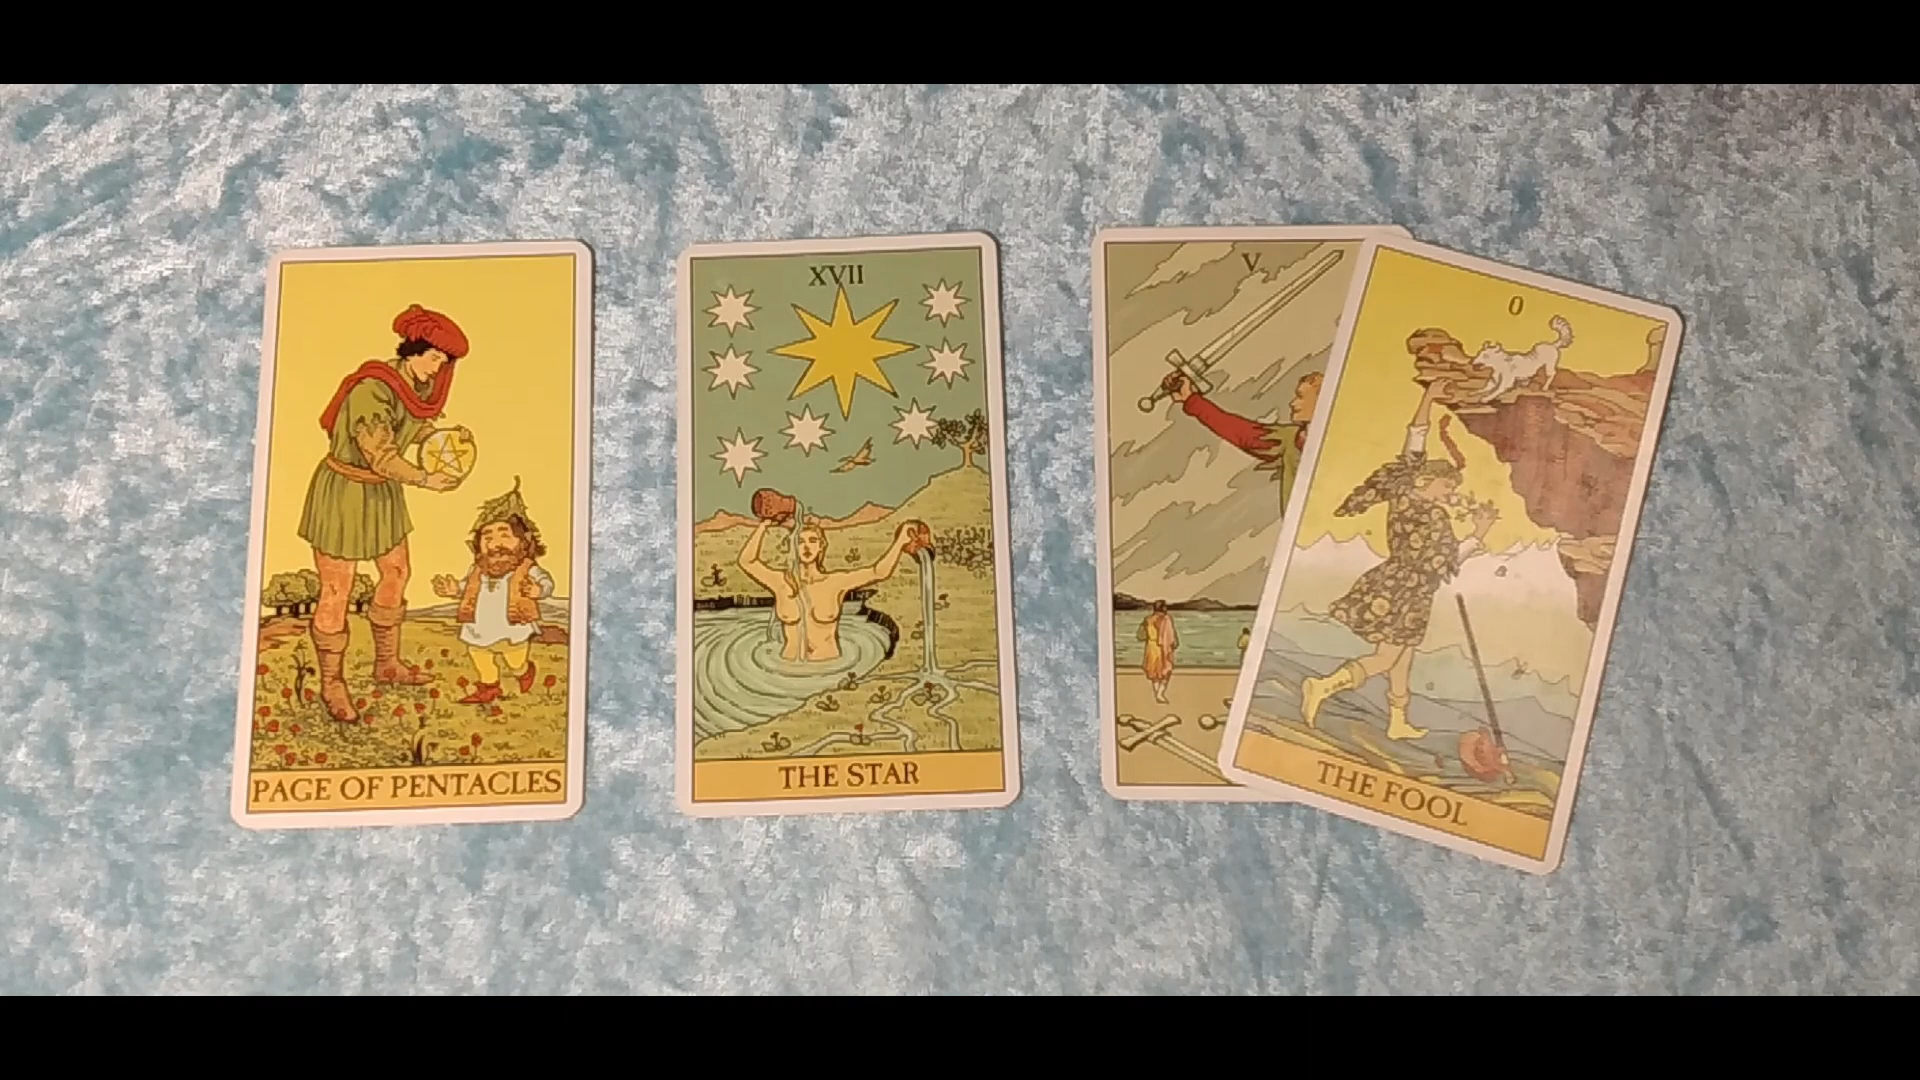 PAGE OF PENTACLES
XVII
THE STAR
V
0
THE FOOL